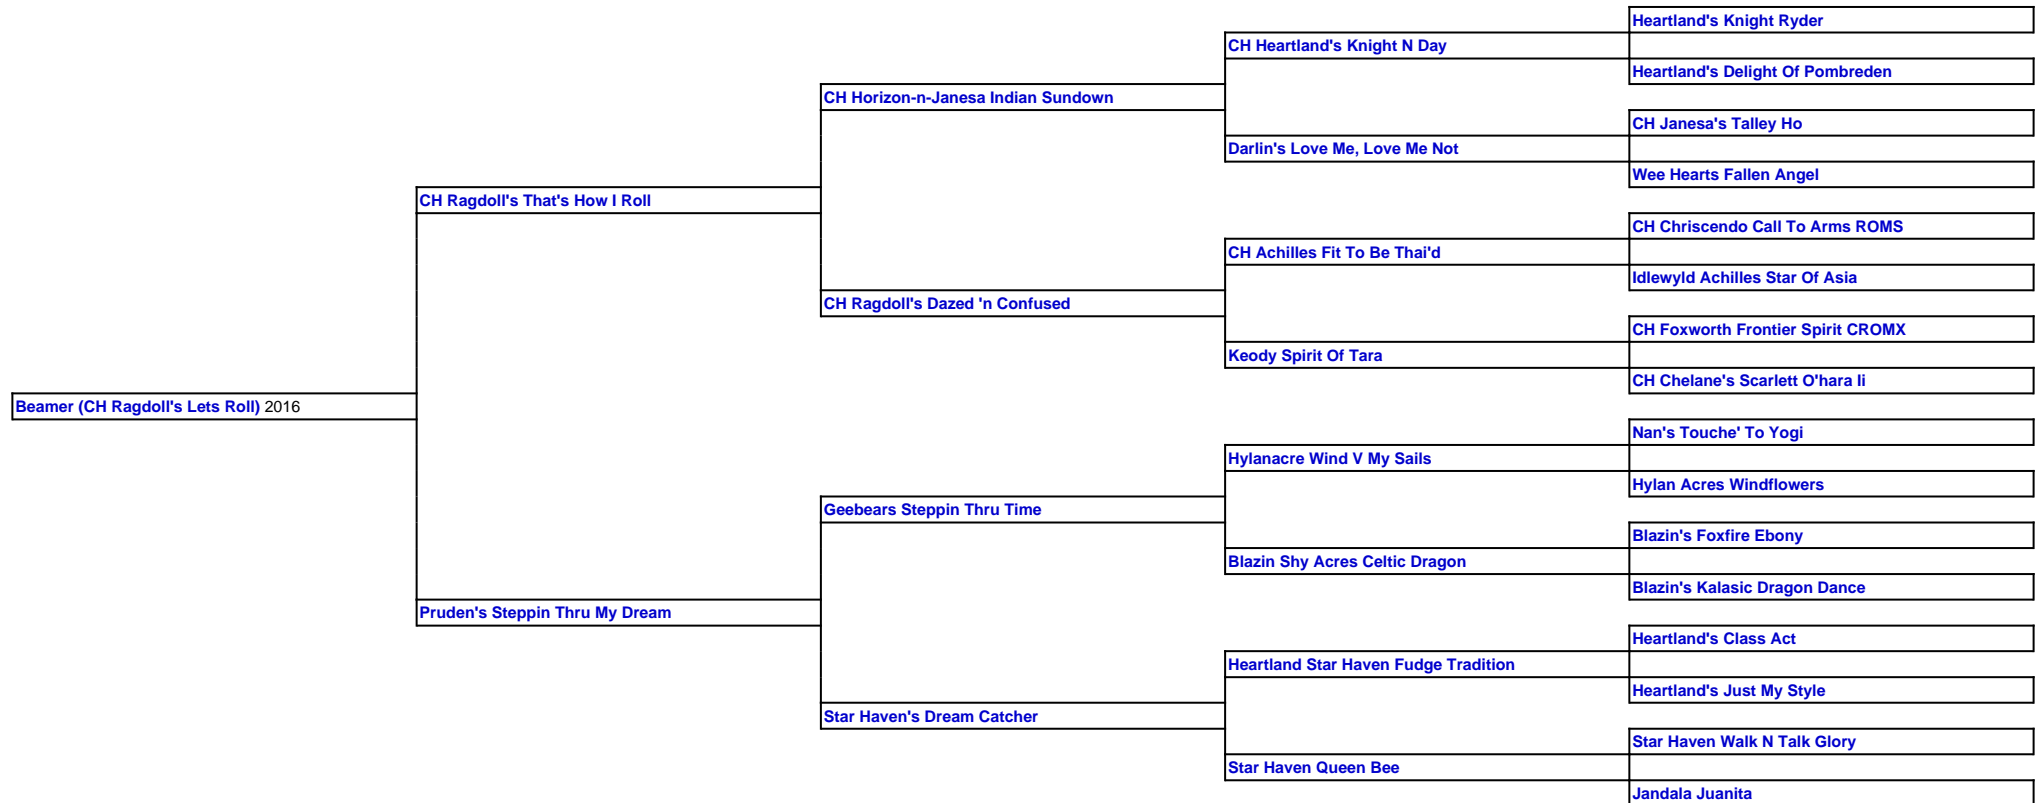 Heartland's Knight Ryder
CH Heartland's Knight N Day
Heartland's Delight Of Pombreden
CH Horizon-n-Janesa Indian Sundown
CH Janesa's Talley Ho
Darlin's Love Me, Love Me Not
Wee Hearts Fallen Angel
CH Ragdoll's That's How I Roll
CH Chriscendo Call To Arms ROMS
CH Achilles Fit To Be Thai'd
Idlewyld Achilles Star Of Asia
CH Ragdoll's Dazed 'n Confused
CH Foxworth Frontier Spirit CROMX
Keody Spirit Of Tara
CH Chelane's Scarlett O'hara Ii
Beamer (CH Ragdoll's Lets Roll) 2016
Nan's Touche' To Yogi
Hylanacre Wind V My Sails
Hylan Acres Windflowers
Geebears Steppin Thru Time
Blazin's Foxfire Ebony
Blazin Shy Acres Celtic Dragon
Blazin's Kalasic Dragon Dance
Pruden's Steppin Thru My Dream
Heartland's Class Act
Heartland Star Haven Fudge Tradition
Heartland's Just My Style
Star Haven's Dream Catcher
Star Haven Walk N Talk Glory
Star Haven Queen Bee
Jandala Juanita